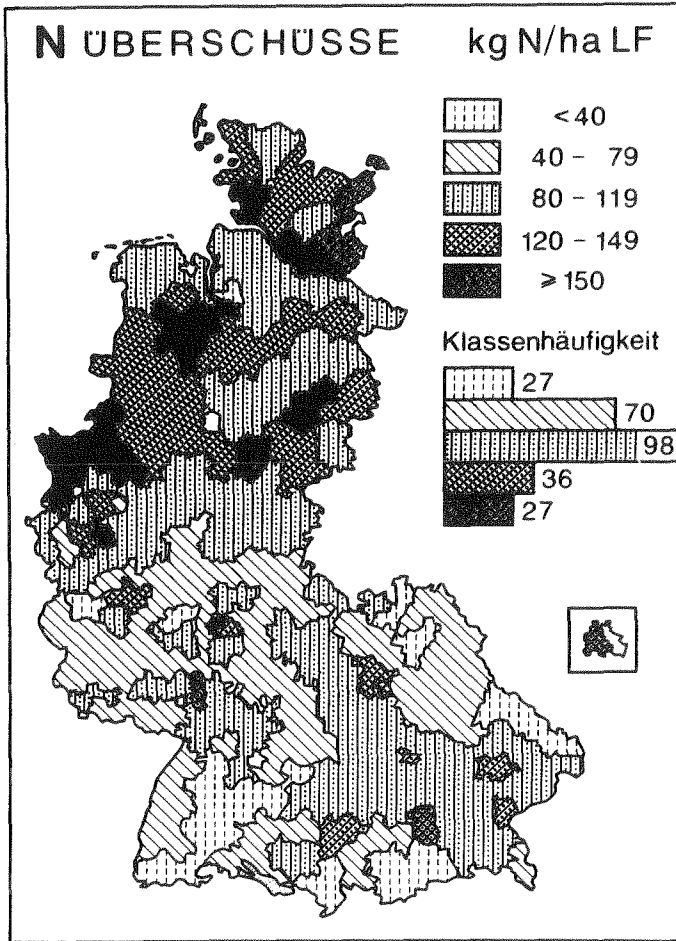 N ÜBERSCHÜSSE kg N/ha LF
< 40
40 – 79
80 – 119
120 – 149
≥ 150
Klassenhäufigkeit
27
70
98
36
27